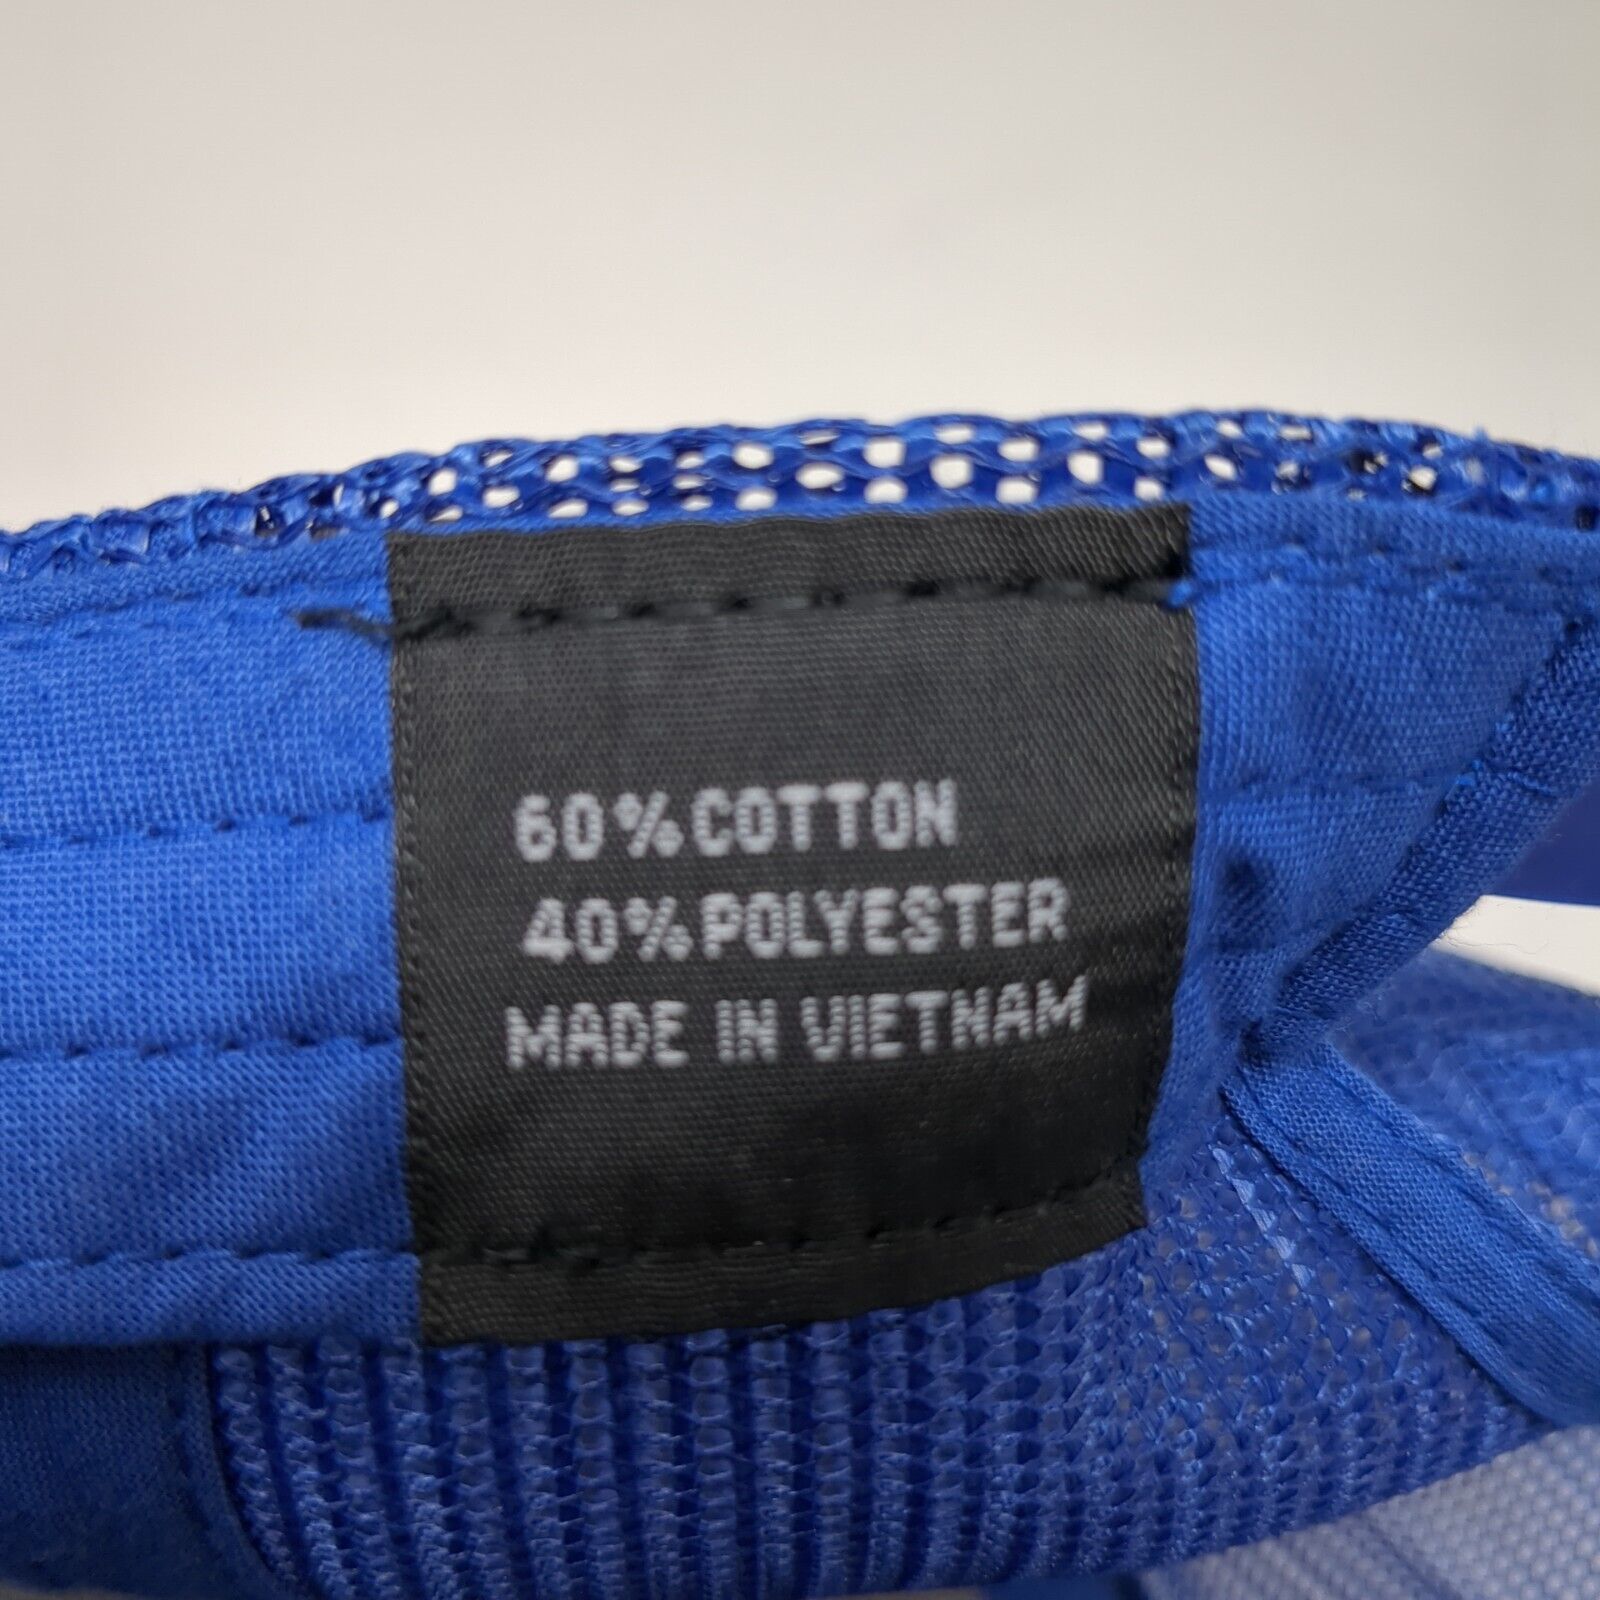 60% COTTON
40% POLYESTER
MADE IN VIETNAM